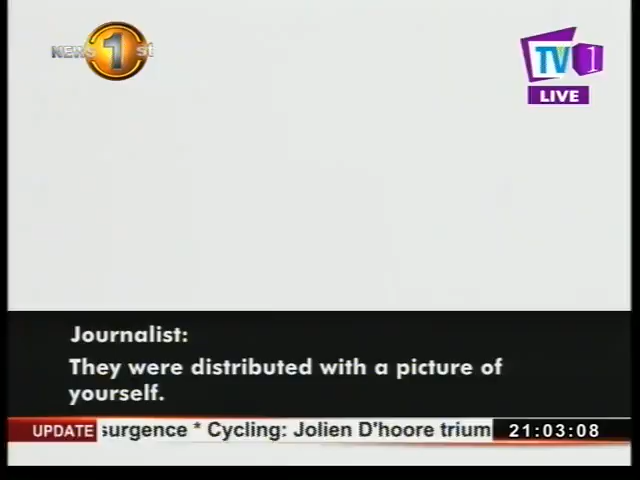 NEWS 1st
TV 1
LIVE
Journalist:
They were distributed with a picture of
yourself.
UPDATE surgence * Cycling: Jolien D'hoore trium 21:03:08